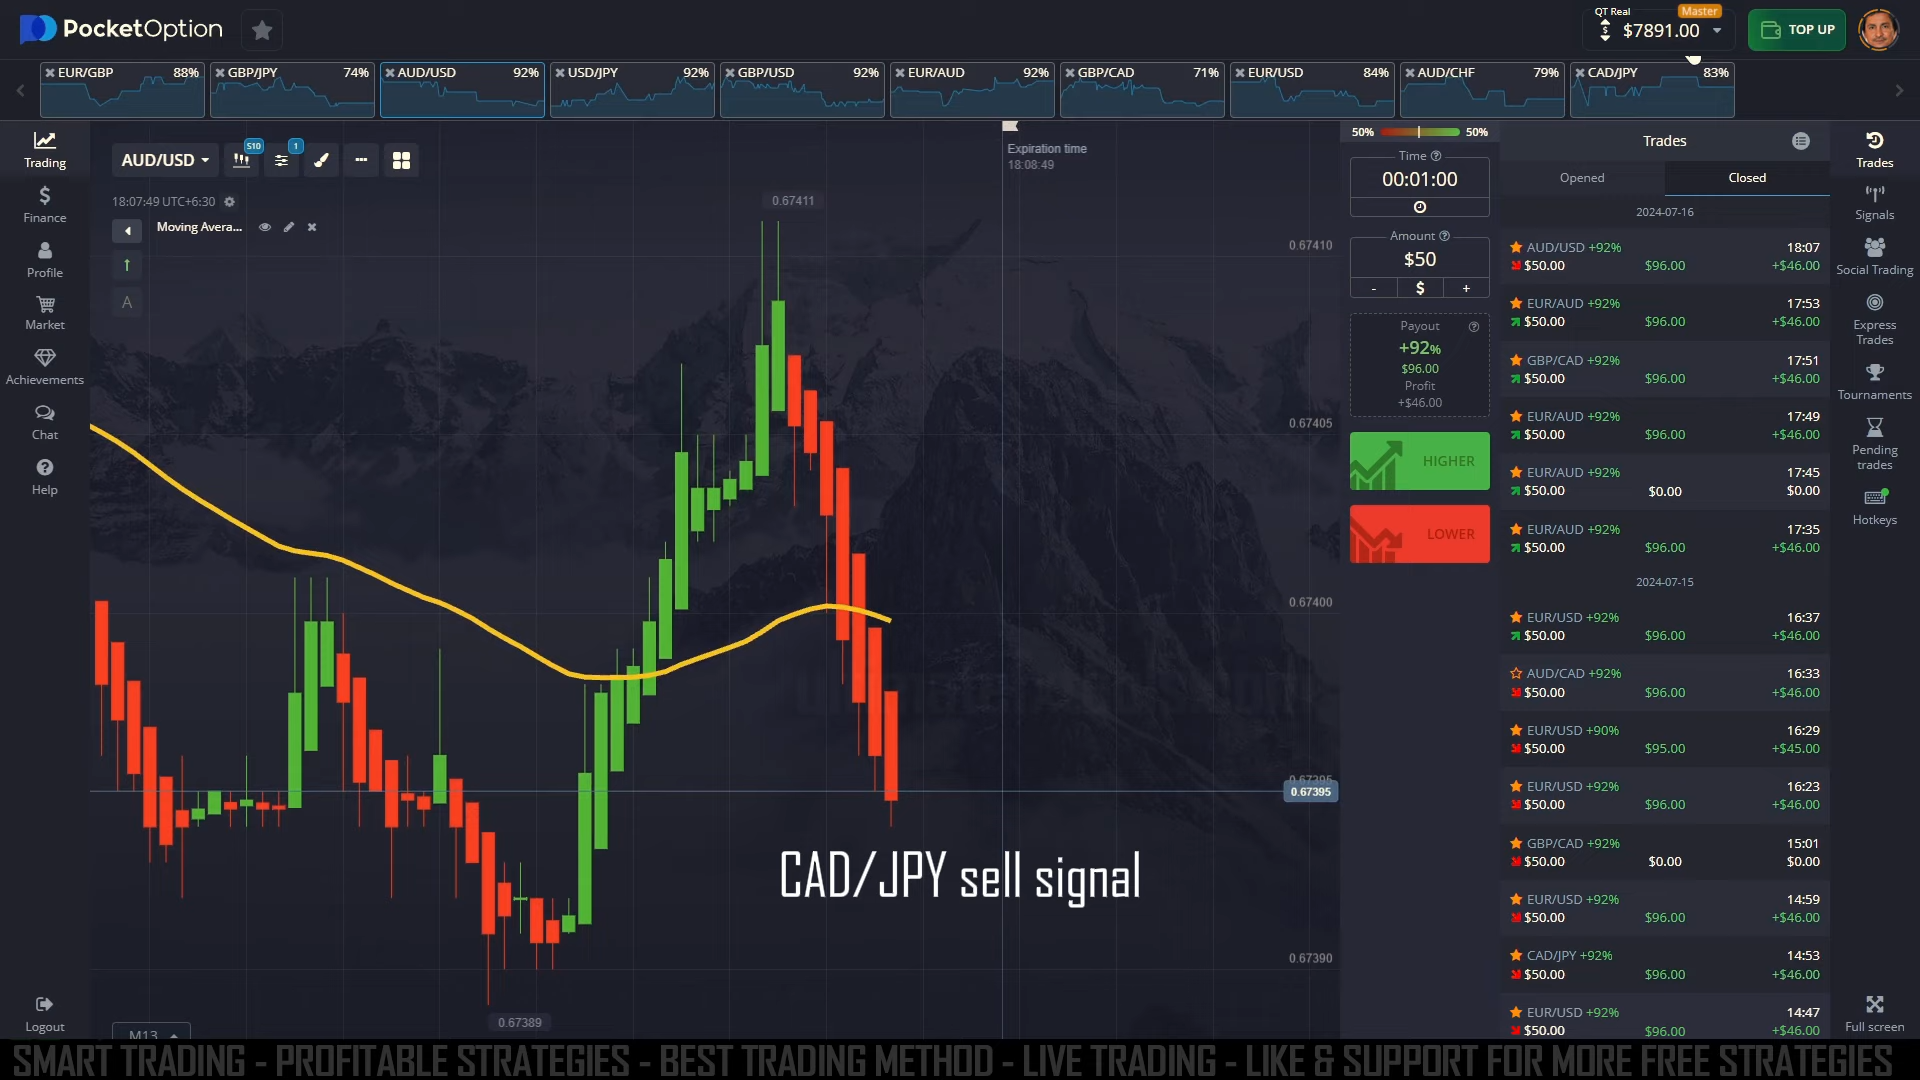 PocketOption
QT Real
Master
$7891.00
TOP UP
EUR/GBP 88%
GBP/JPY 74%
AUD/USD 92%
USD/JPY 92%
GBP/USD 92%
EUR/AUD 92%
GBP/CAD 71%
EUR/USD 84%
AUD/CHF 79%
CAD/JPY 83%
Trading
Finance
Profile
Market
Achievements
Chat
Help
Logout
AUD/USD
S10
1
18:07:49 UTC+6:30
Moving Avera...
A
Expiration time
18:08:49
0.67411
0.67410
0.67405
0.67400
0.67395
0.67395
0.67390
0.67389
M13
CAD/JPY sell signal
50% 50%
Time
00:01:00
Amount
$50
- $ +
Payout
+92%
$96.00
Profit
+$46.00
HIGHER
LOWER
Trades
Opened Closed
2024-07-16
AUD/USD +92% 18:07
$50.00 $96.00 +$46.00
EUR/AUD +92% 17:53
$50.00 $96.00 +$46.00
GBP/CAD +92% 17:51
$50.00 $96.00 +$46.00
EUR/AUD +92% 17:49
$50.00 $96.00 +$46.00
EUR/AUD +92% 17:45
$50.00 $0.00 $0.00
EUR/AUD +92% 17:35
$50.00 $96.00 +$46.00
2024-07-15
EUR/USD +92% 16:37
$50.00 $96.00 +$46.00
AUD/CAD +92% 16:33
$50.00 $96.00 +$46.00
EUR/USD +90% 16:29
$50.00 $95.00 +$45.00
EUR/USD +92% 16:23
$50.00 $96.00 +$46.00
GBP/CAD +92% 15:01
$50.00 $0.00 $0.00
EUR/USD +92% 14:59
$50.00 $96.00 +$46.00
CAD/JPY +92% 14:53
$50.00 $96.00 +$46.00
EUR/USD +92% 14:47
$50.00 $96.00 +$46.00
Trades
Signals
Social Trading
Express
Trades
Tournaments
Pending
trades
Hotkeys
Full screen
SMART TRADING - PROFITABLE STRATEGIES - BEST TRADING METHOD - LIVE TRADING - LIKE & SUPPORT FOR MORE FREE STRATEGIES